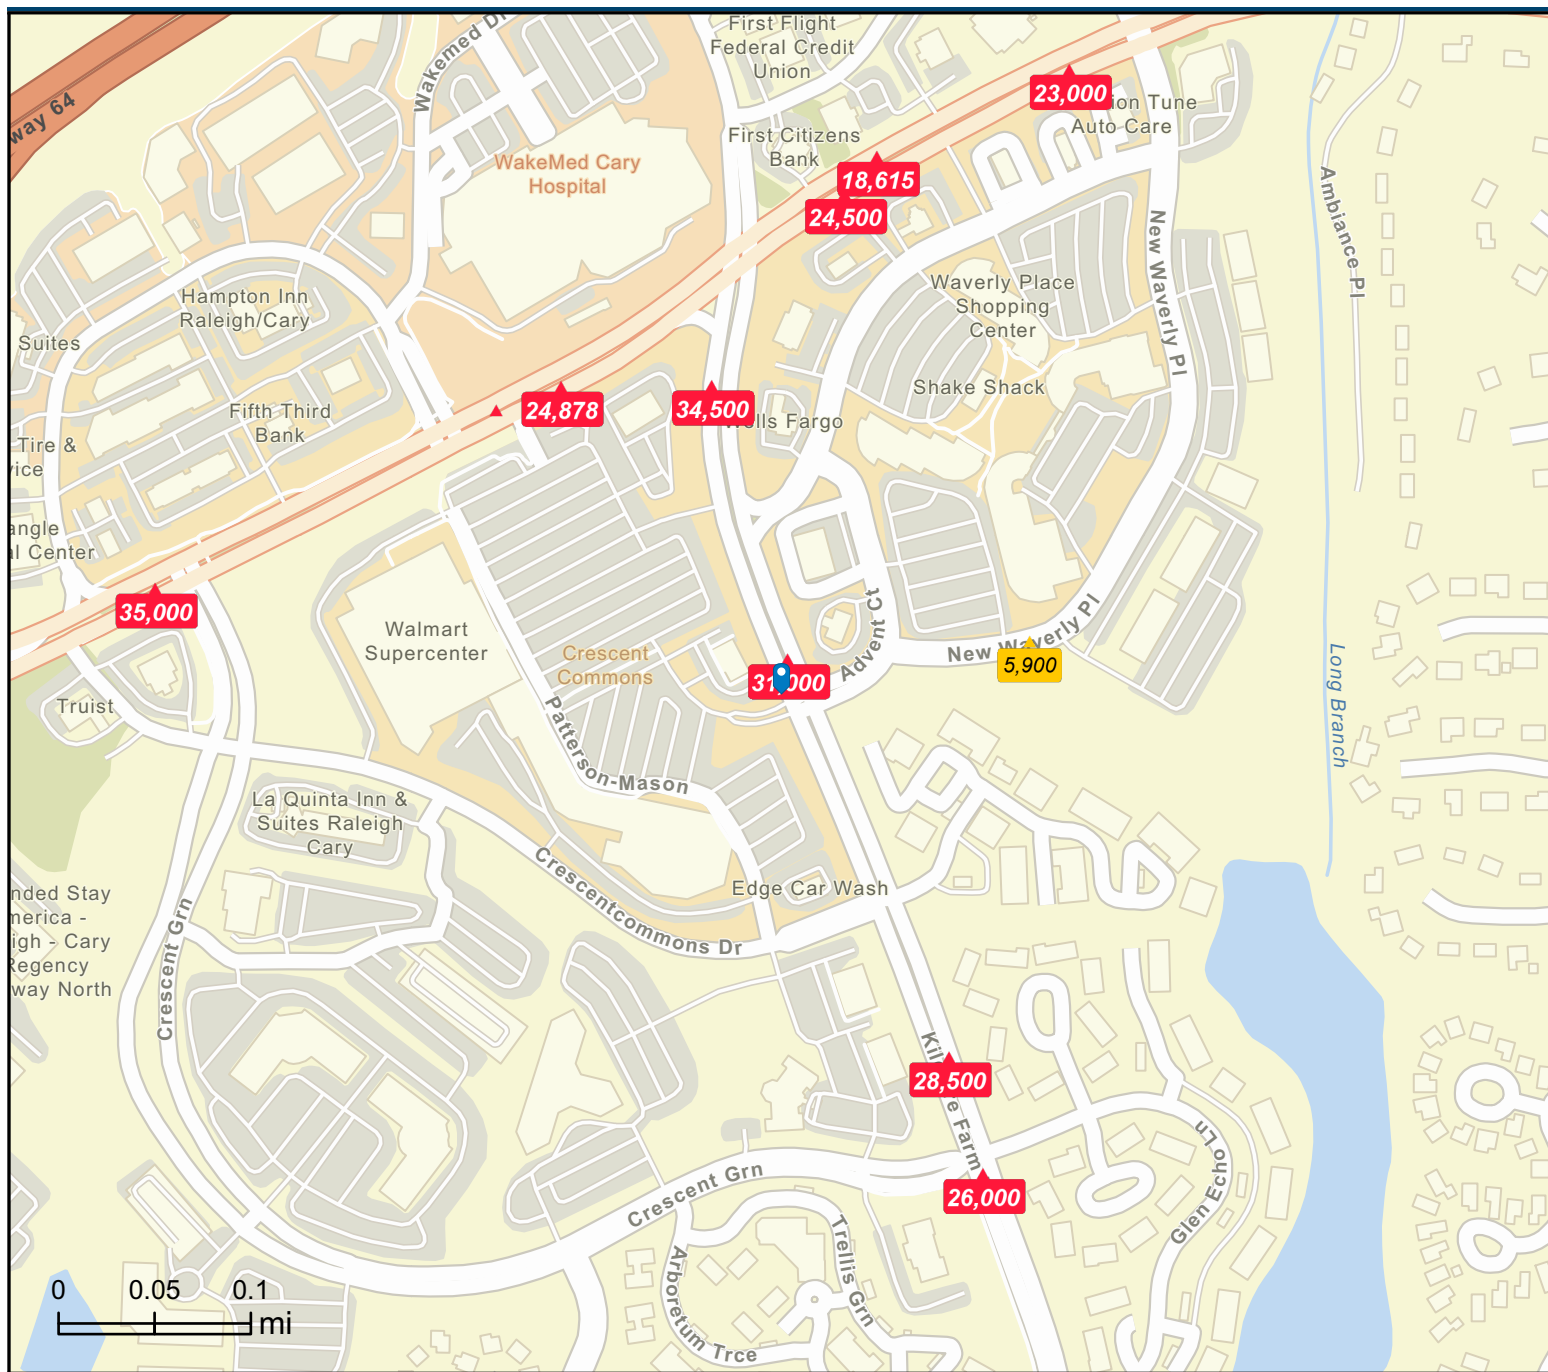 First Flight
Federal Credit
Union
Wakemed Dr
way 64
23,000
ion Tune
Auto Care
First Citizens
Bank
WakeMed Cary
Hospital
18,615
24,500
Ambiance Pl
New Waverly Pl
Waverly Place
Shopping
Center
Hampton Inn
Raleigh/Cary
Suites
Shake Shack
24,878
34,500
lls Fargo
Fifth Third
Bank
Tire &
vice
angle
al Center
35,000
Walmart
Supercenter
Crescent
Commons
Advent Ct
New Waverly Pl
5,900
31,000
Long Branch
Truist
Patterson-Mason
La Quinta Inn &
Suites Raleigh
Cary
Crescentcommons Dr
Edge Car Wash
nded Stay
merica -
igh - Cary
Regency
way North
Crescent Grn
28,500
Kil
e Farm
26,000
Glen Echo Ln
Crescent Grn
Trellis Grn
Arboretum Trce
0 0.05 0.1
mi